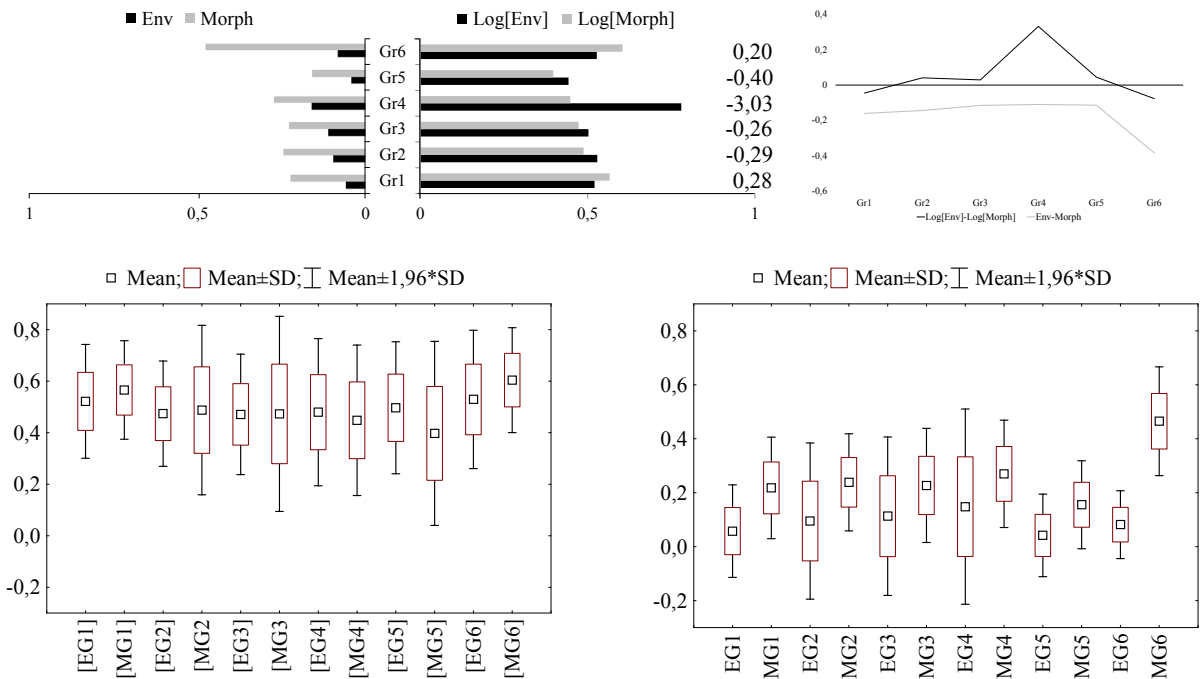 Env Morph
Log[Env] Log[Morph]
Gr6
Gr5
Gr4
Gr3
Gr2
Gr1
1 0,5 0
0 0,5 1
0,20
-0,40
-3,03
-0,26
-0,29
0,28
0,4
0,2
0
-0,2
-0,4
-0,6
Gr1 Gr2 Gr3 Gr4 Gr5 Gr6
Log[Env]-Log[Morph] Env-Morph
Mean; Mean±SD; Mean±1,96*SD
0,8
0,6
0,4
0,2
0,0
-0,2
[EG1] [MG1] [EG2] [MG2 [EG3] [MG3 [EG4] [MG4] [EG5] [MG5] [EG6] [MG6]
Mean; Mean±SD; Mean±1,96*SD
0,8
0,6
0,4
0,2
0,0
-0,2
EG1 MG1 EG2 MG2 EG3 MG3 EG4 MG4 EG5 MG5 EG6 MG6